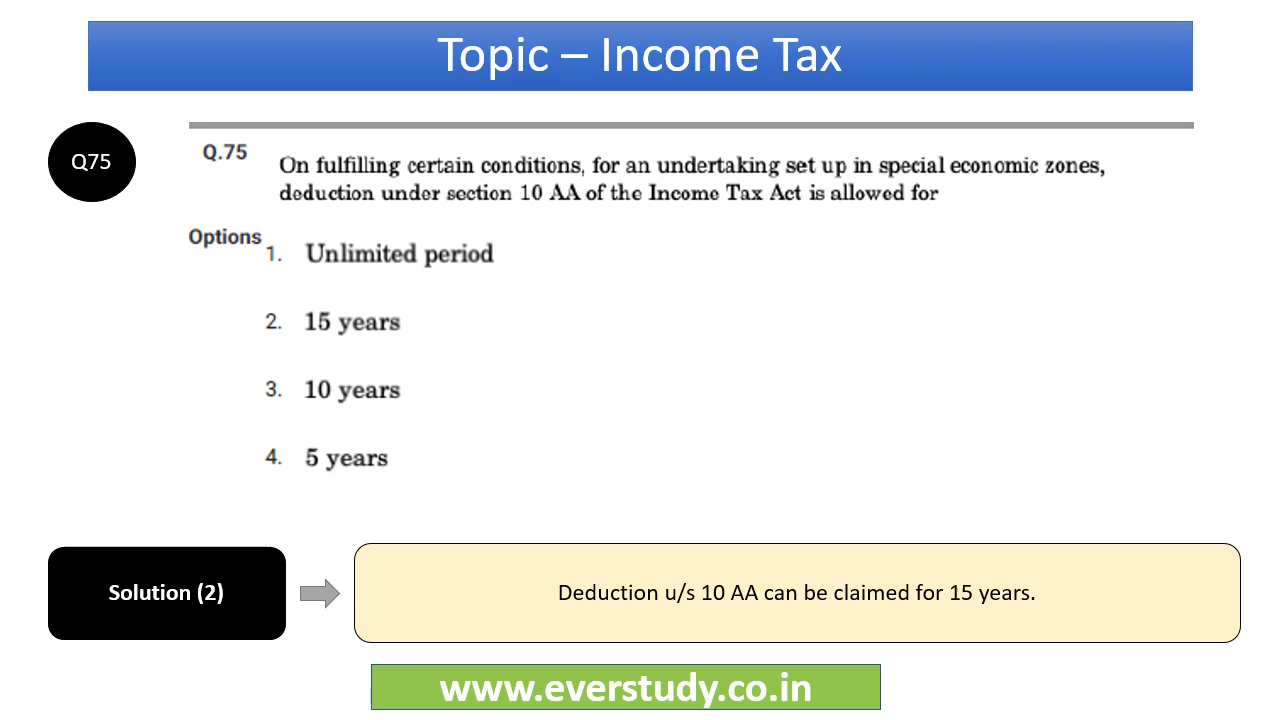 Topic – Income Tax
Q75
Q.75
On fulfilling certain conditions, for an undertaking set up in special economic zones,
deduction under section 10 AA of the Income Tax Act is allowed for
Options
1. Unlimited period
2. 15 years
3. 10 years
4. 5 years
Solution (2)
Deduction u/s 10 AA can be claimed for 15 years.
www.everstudy.co.in